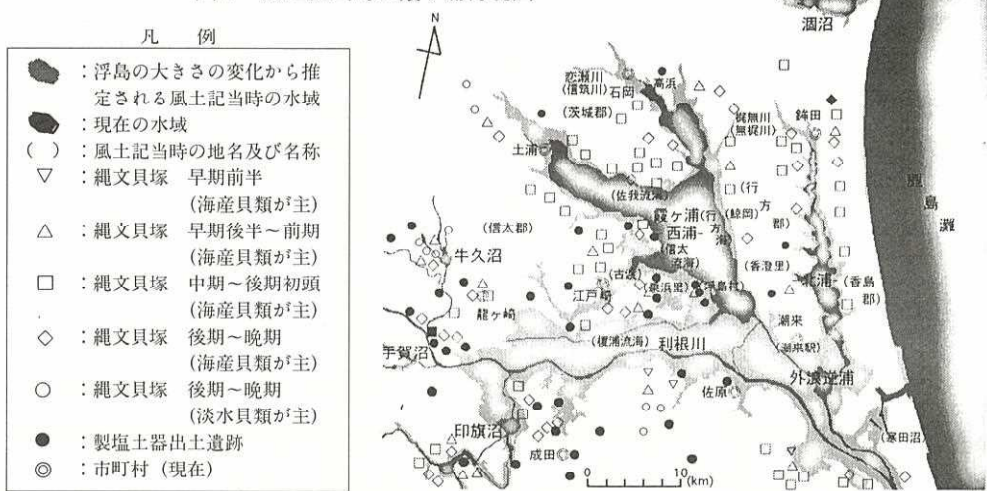 凡　例
：浮島の大きさの変化から推
定される風土記当時の水域
：現在の水域
（　）：風土記当時の地名及び名称
▽：縄文貝塚　早期前半
(海産貝類が主)
△：縄文貝塚　早期後半～前期
(海産貝類が主)
□：縄文貝塚　中期～後期初頭
(海産貝類が主)
◇：縄文貝塚　後期～晩期
(海産貝類が主)
○：縄文貝塚　後期～晩期
(淡水貝類が主)
●：製塩土器出土遺跡
◎：市町村（現在）
N
涸沼
恋瀬川
(信筑川)
石岡
高浜
(茨城郡)
梶無川
無梶川
鉾田
土浦
(佐我流海)
霞ヶ浦
西浦
(行方海)
(鯨岡)
(行方郡)
鹿島灘
(信太郡)
牛久沼
(信太流海)
(香澄里)
北浦
(香島郡)
(古渡)
江戸崎
(乗浜里)
(浮島村)
龍ヶ崎
潮来
(潮来駅)
手賀沼
(榎浦流海)
利根川
外浪逆浦
佐原
(寒田沼)
印旛沼
成田
0
10
(km)